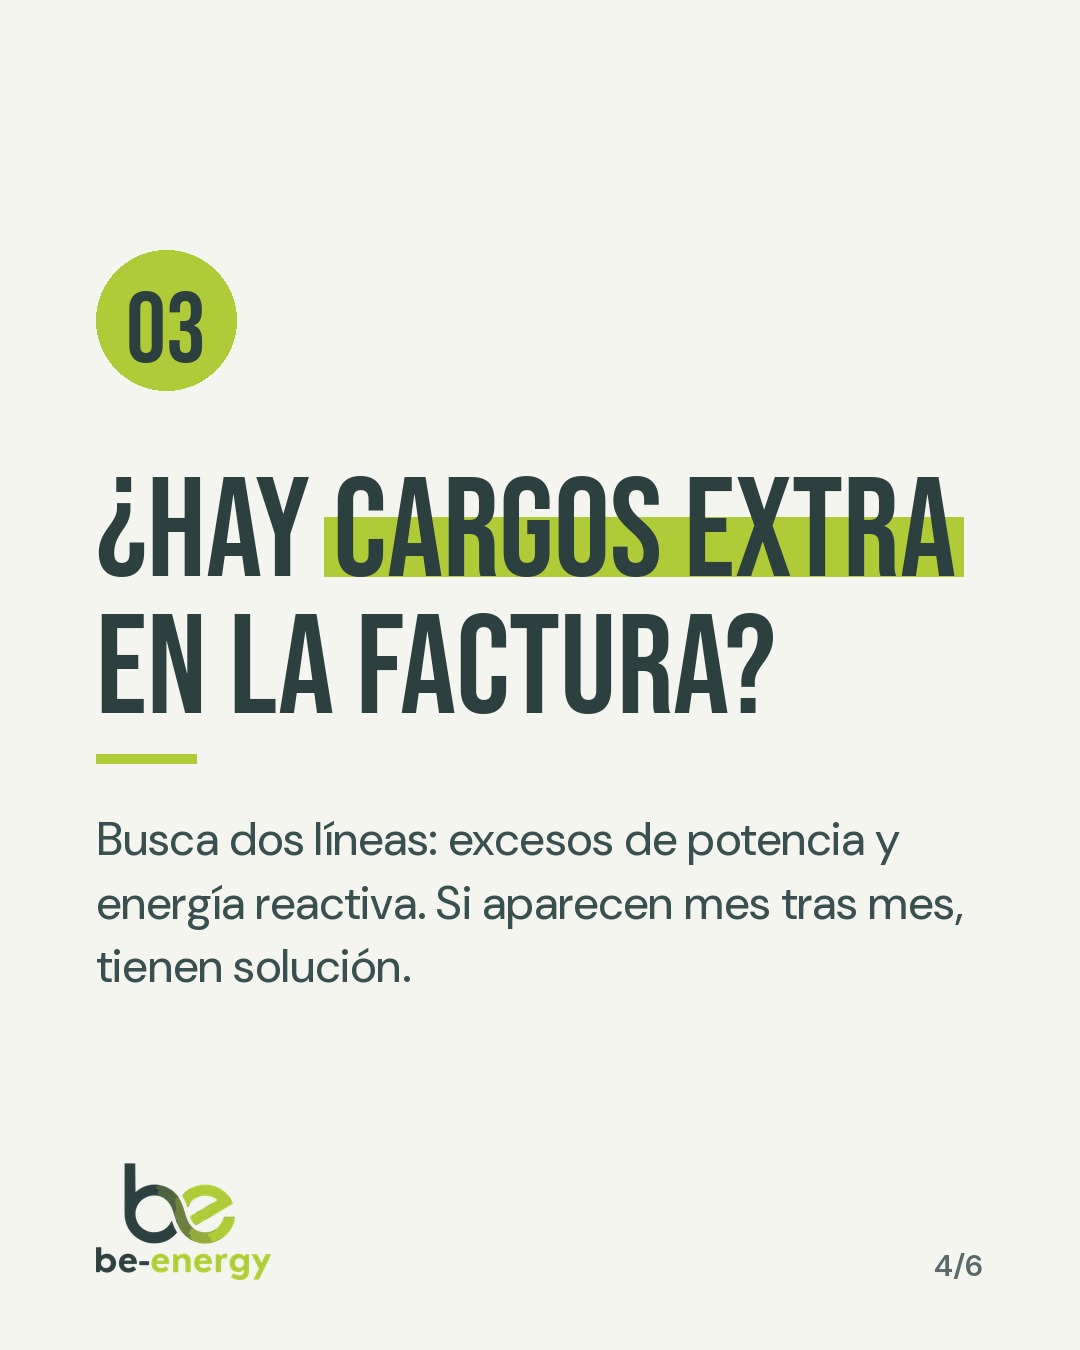 03
¿HAY CARGOS EXTRA
EN LA FACTURA?
Busca dos líneas: excesos de potencia y
energía reactiva. Si aparecen mes tras mes,
tienen solución.
be
be-energy
4/6